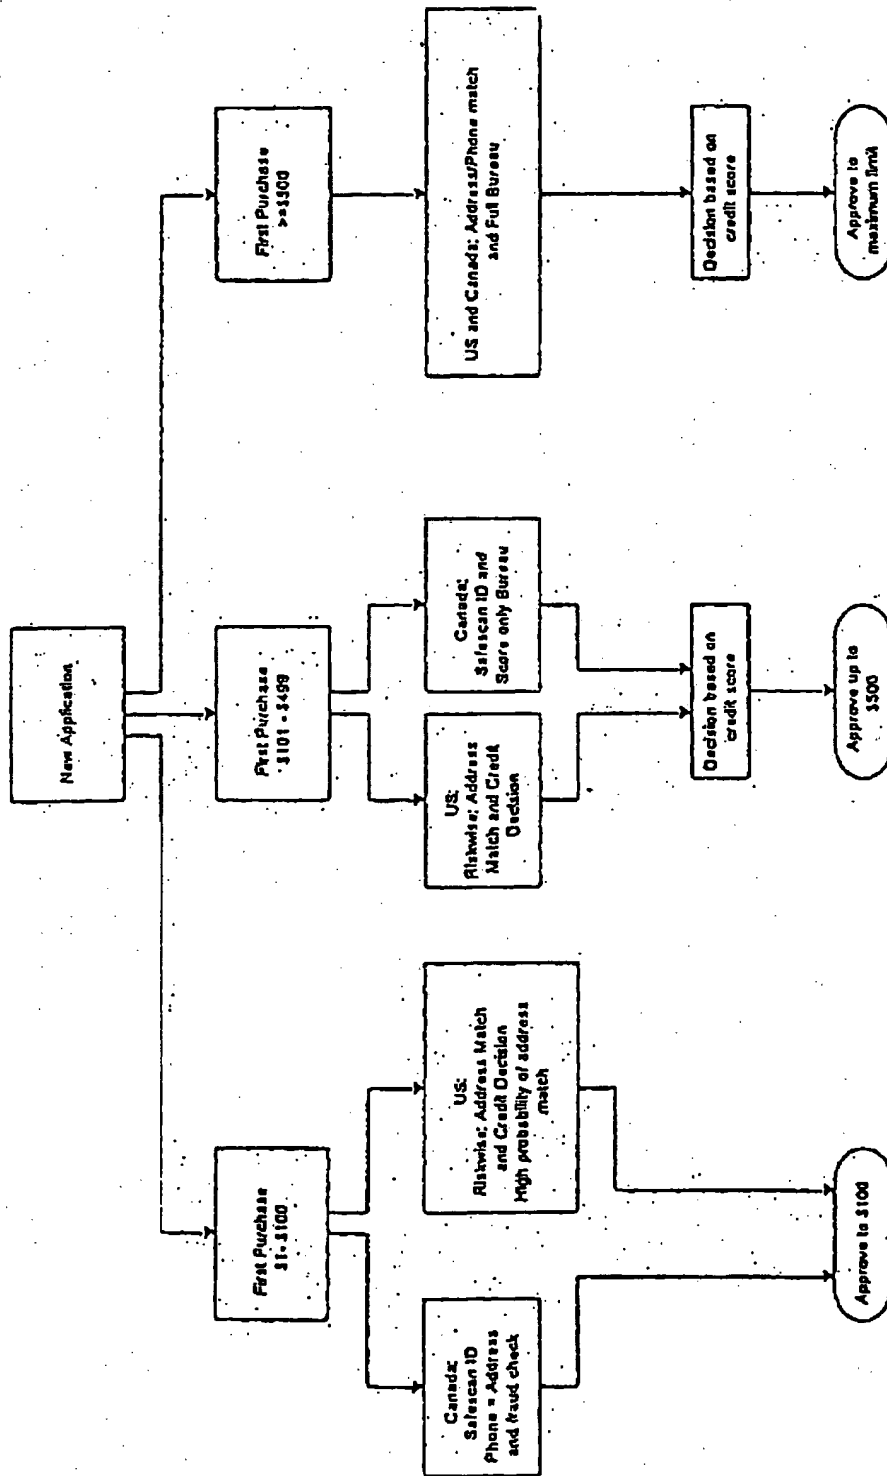 New Application
First Purchase
$1 - $100
First Purchase
$101 - $499
First Purchase
>=$500
Canada:
Safescan ID
Phone = Address
and fraud check
US:
Riskwise: Address Match
and Credit Decision
High probability of address
match
US:
Riskwise: Address
Match and Credit
Decision
Canada:
Safescan ID and
Score only Bureau
US and Canada: Address/Phone match
and Full Bureau
Decision based on
credit score
Decision based on
credit score
Approve to $100
Approve up to
$500
Approve to
maximum limit